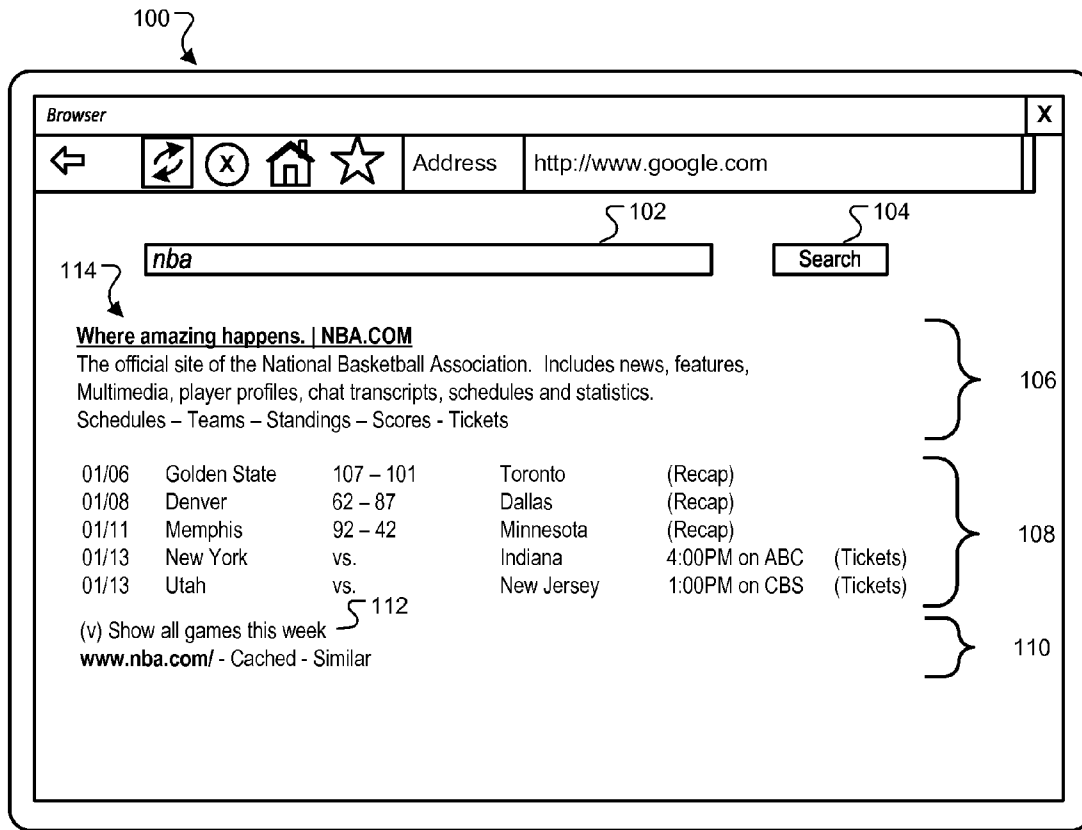 100
Browser X
X Address http://www.google.com
102 104
nba Search
114
Where amazing happens. | NBA.COM
The official site of the National Basketball Association. Includes news, features,
Multimedia, player profiles, chat transcripts, schedules and statistics.
Schedules – Teams – Standings – Scores - Tickets
106
01/06 Golden State 107 – 101 Toronto (Recap)
01/08 Denver 62 – 87 Dallas (Recap)
01/11 Memphis 92 – 42 Minnesota (Recap)
01/13 New York vs. Indiana 4:00PM on ABC (Tickets)
01/13 Utah vs. New Jersey 1:00PM on CBS (Tickets)
108
112
(v) Show all games this week
www.nba.com/ - Cached - Similar
110